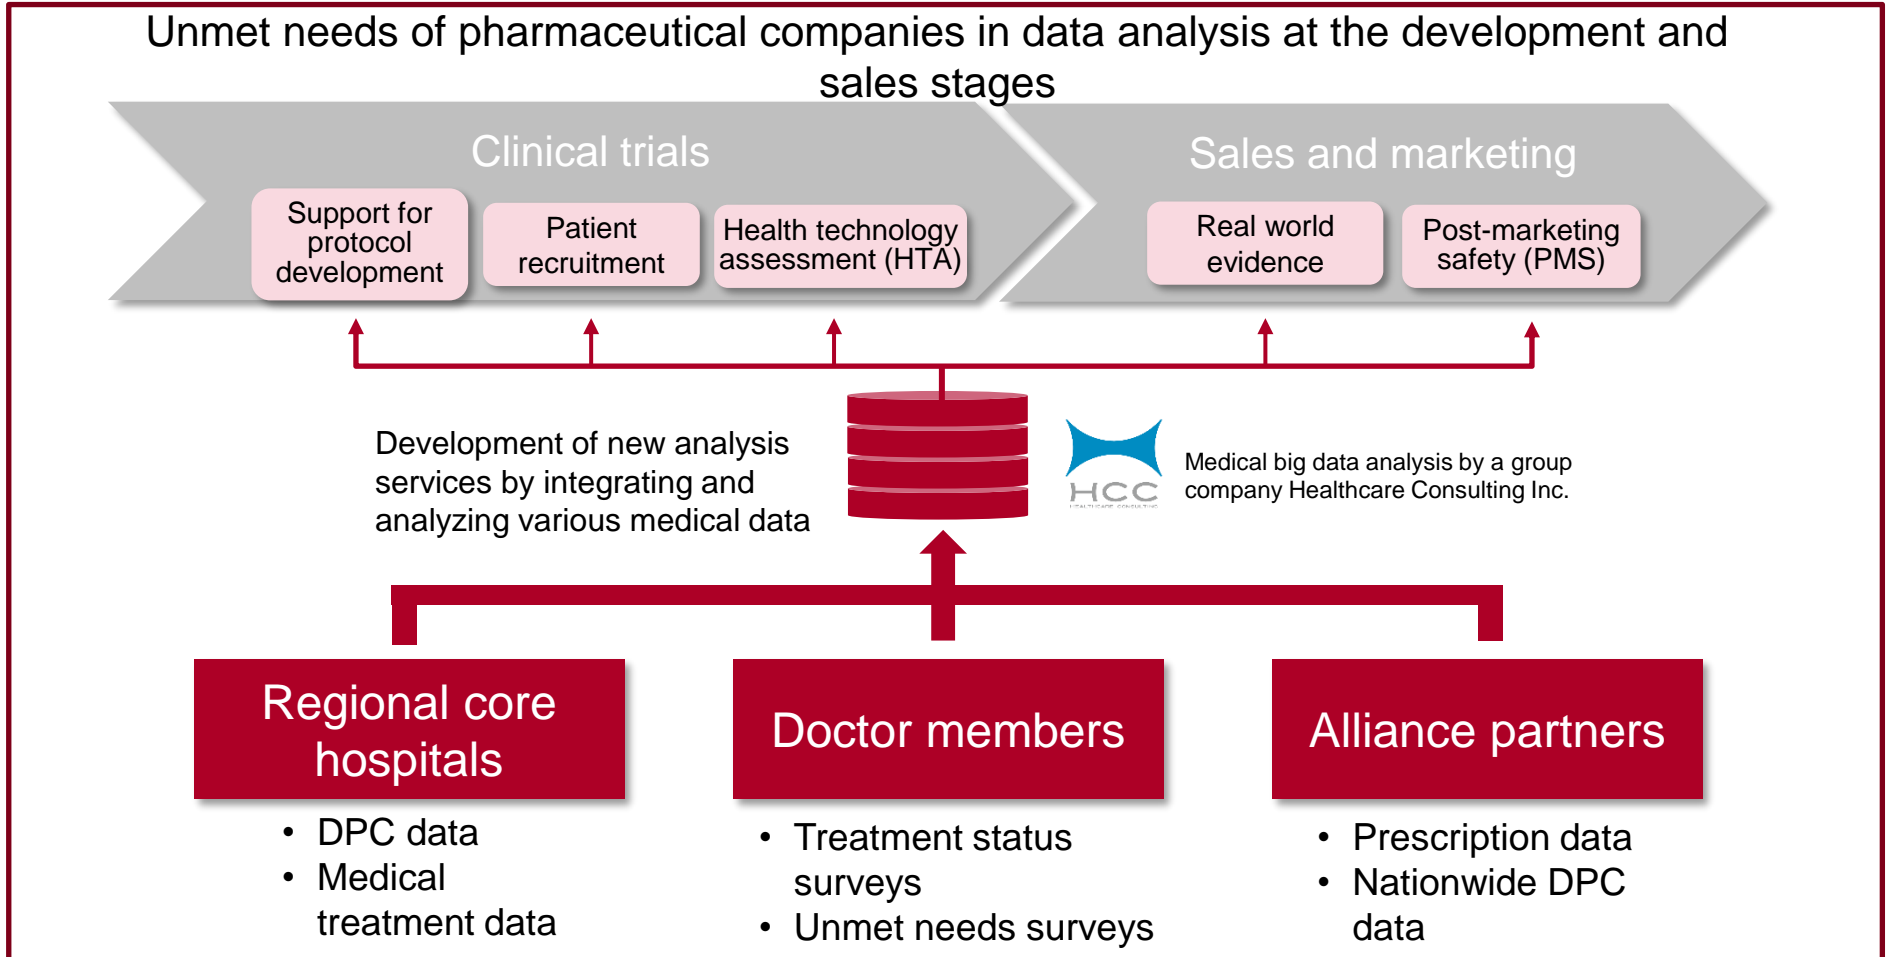 Unmet needs of pharmaceutical companies in data analysis at the development and
sales stages
Clinical trials
Support for
protocol
development
Patient
recruitment
Health technology
assessment (HTA)
Sales and marketing
Real world
evidence
Post-marketing
safety (PMS)
Development of new analysis
services by integrating and
analyzing various medical data
HCC
HEALTHCARE CONSULTING
Medical big data analysis by a group
company Healthcare Consulting Inc.
Regional core
hospitals
• DPC data
• Medical
treatment data
Doctor members
• Treatment status
surveys
• Unmet needs surveys
Alliance partners
• Prescription data
• Nationwide DPC
data